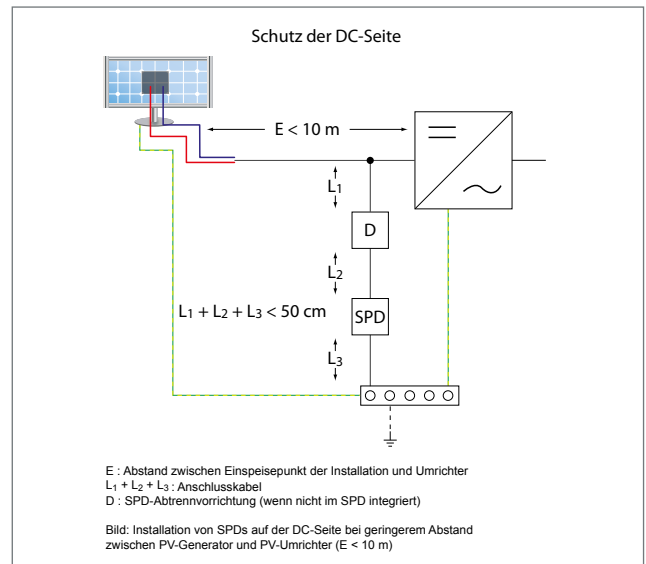 Schutz der DC-Seite
E < 10 m
L1
D
L2
L1 + L2 + L3 < 50 cm
SPD
L3
E : Abstand zwischen Einspeisepunkt der Installation und Umrichter
L1 + L2 + L3 : Anschlusskabel
D : SPD-Abtrennvorrichtung (wenn nicht im SPD integriert)
Bild: Installation von SPDs auf der DC-Seite bei geringerem Abstand
zwischen PV-Generator und PV-Umrichter (E < 10 m)